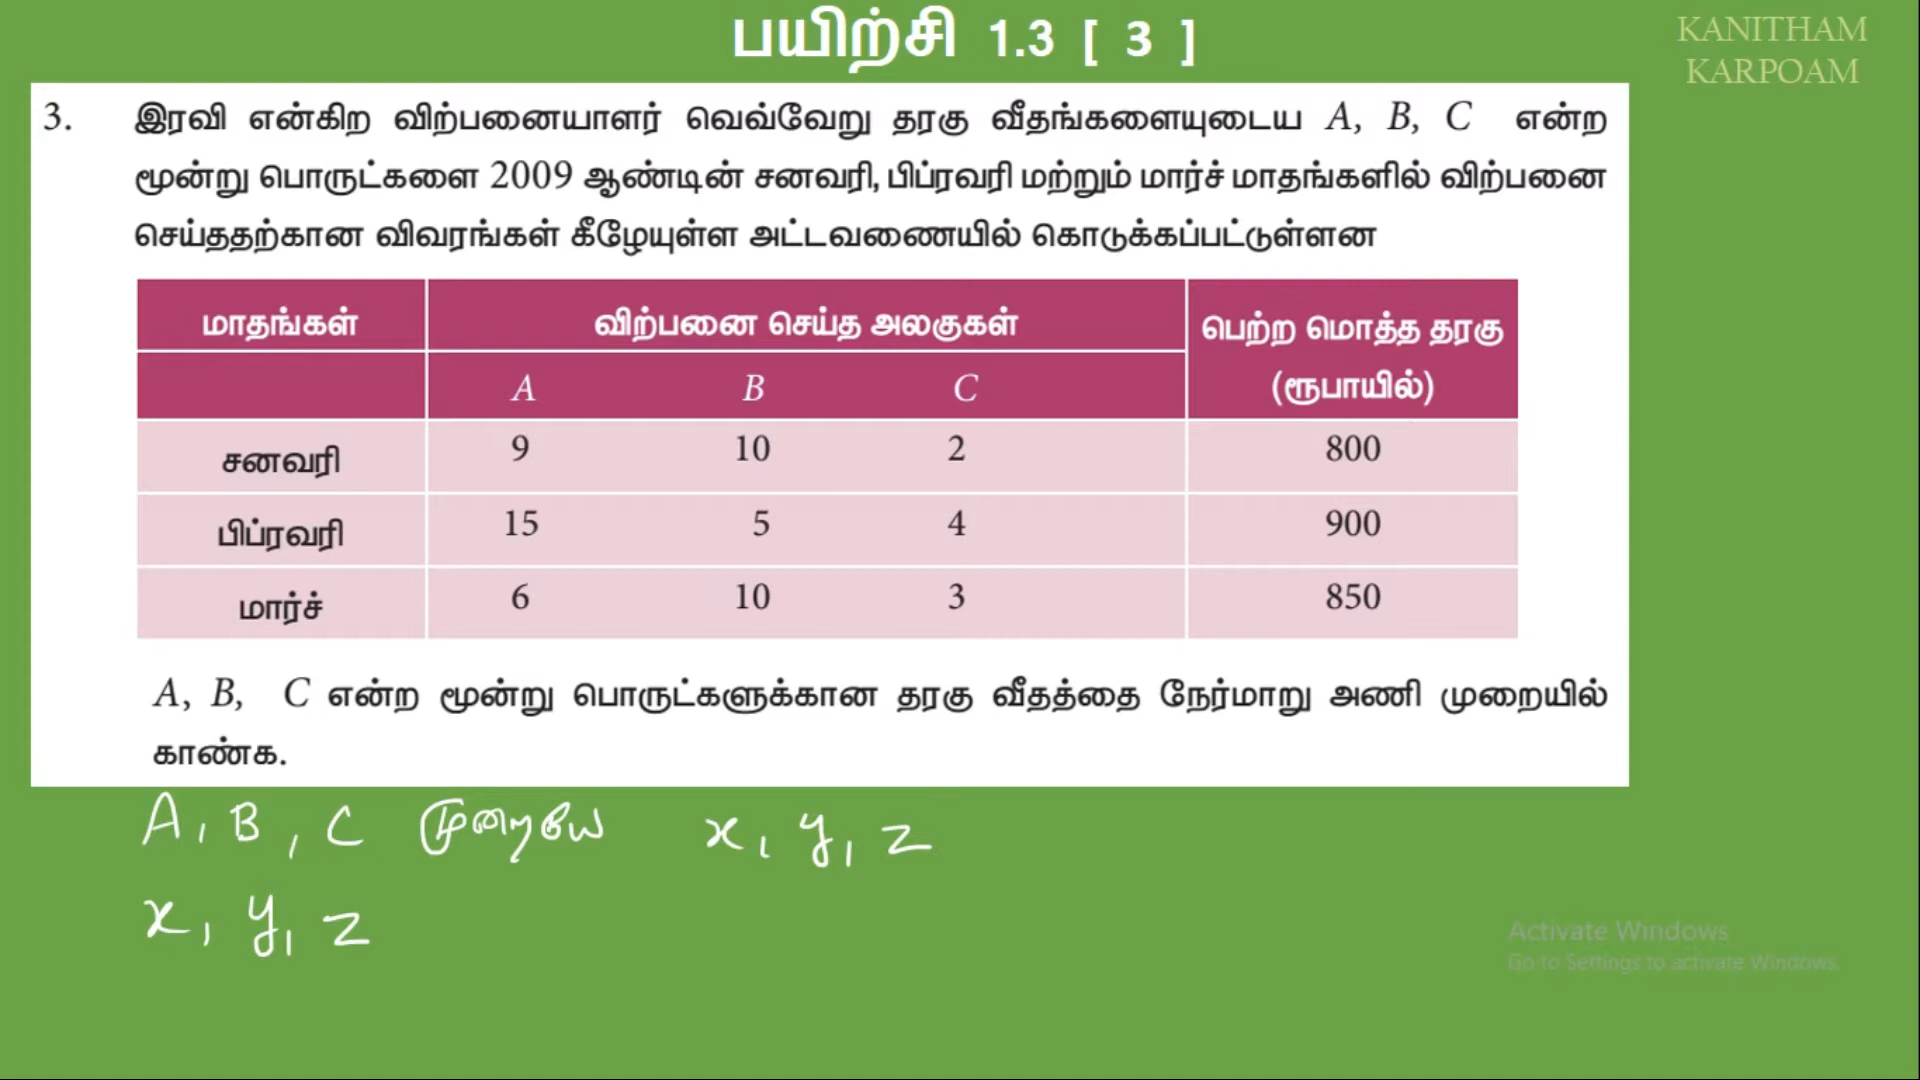 பயிற்சி 1.3 [ 3 ]
KANITHAM
KARPOAM
3. இரவி என்கிற விற்பனையாளர் வெவ்வேறு தரகு வீதங்களையுடைய A, B, C என்ற
மூன்று பொருட்களை 2009 ஆண்டின் சனவரி, பிப்ரவரி மற்றும் மார்ச் மாதங்களில் விற்பனை
செய்ததற்கான விவரங்கள் கீழேயுள்ள அட்டவணையில் கொடுக்கப்பட்டுள்ளன
மாதங்கள் விற்பனை செய்த அலகுகள் பெற்ற மொத்த தரகு
A B C (ரூபாயில்)
சனவரி 9 10 2 800
பிப்ரவரி 15 5 4 900
மார்ச் 6 10 3 850
A, B, C என்ற மூன்று பொருட்களுக்கான தரகு வீதத்தை நேர்மாறு அணி முறையில்
காண்க.
A, B, C முறையே x, y, z
x, y, z
Activate Windows
Go to Settings to activate Windows.